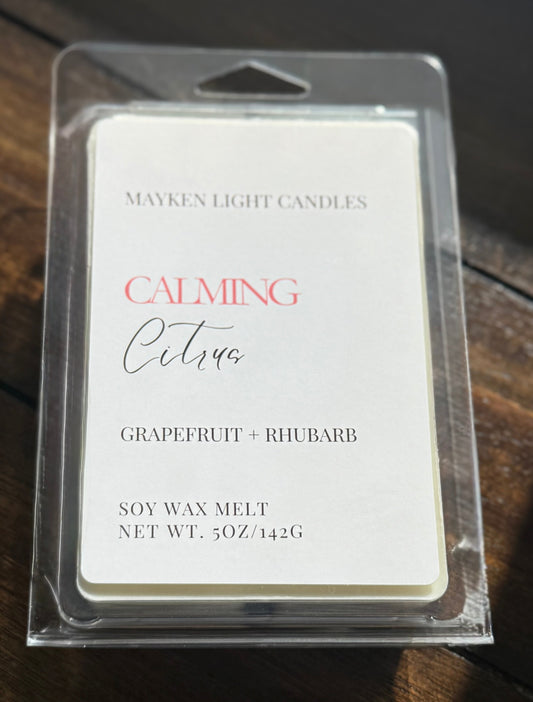 MAYKEN LIGHT CANDLES
CALMING
Citrus
GRAPEFRUIT + RHUBARB
SOY WAX MELT
NET WT. 5OZ/142G